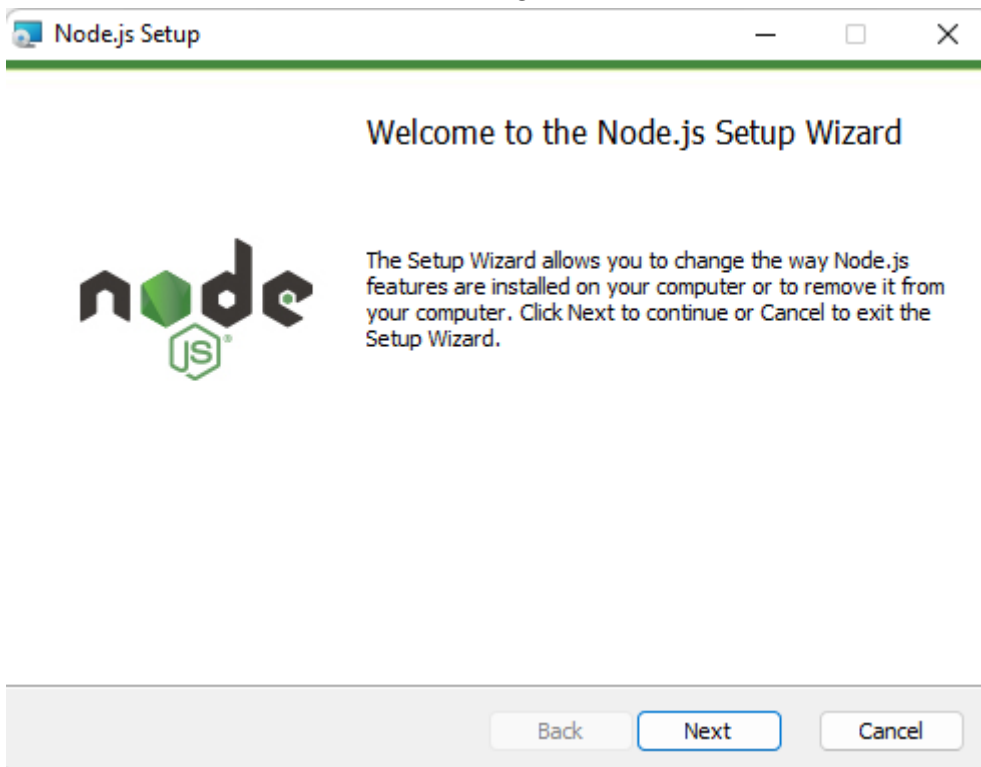 Node.js Setup
Welcome to the Node.js Setup Wizard
node
JS®
The Setup Wizard allows you to change the way Node.js
features are installed on your computer or to remove it from
your computer. Click Next to continue or Cancel to exit the
Setup Wizard.
Back Next Cancel